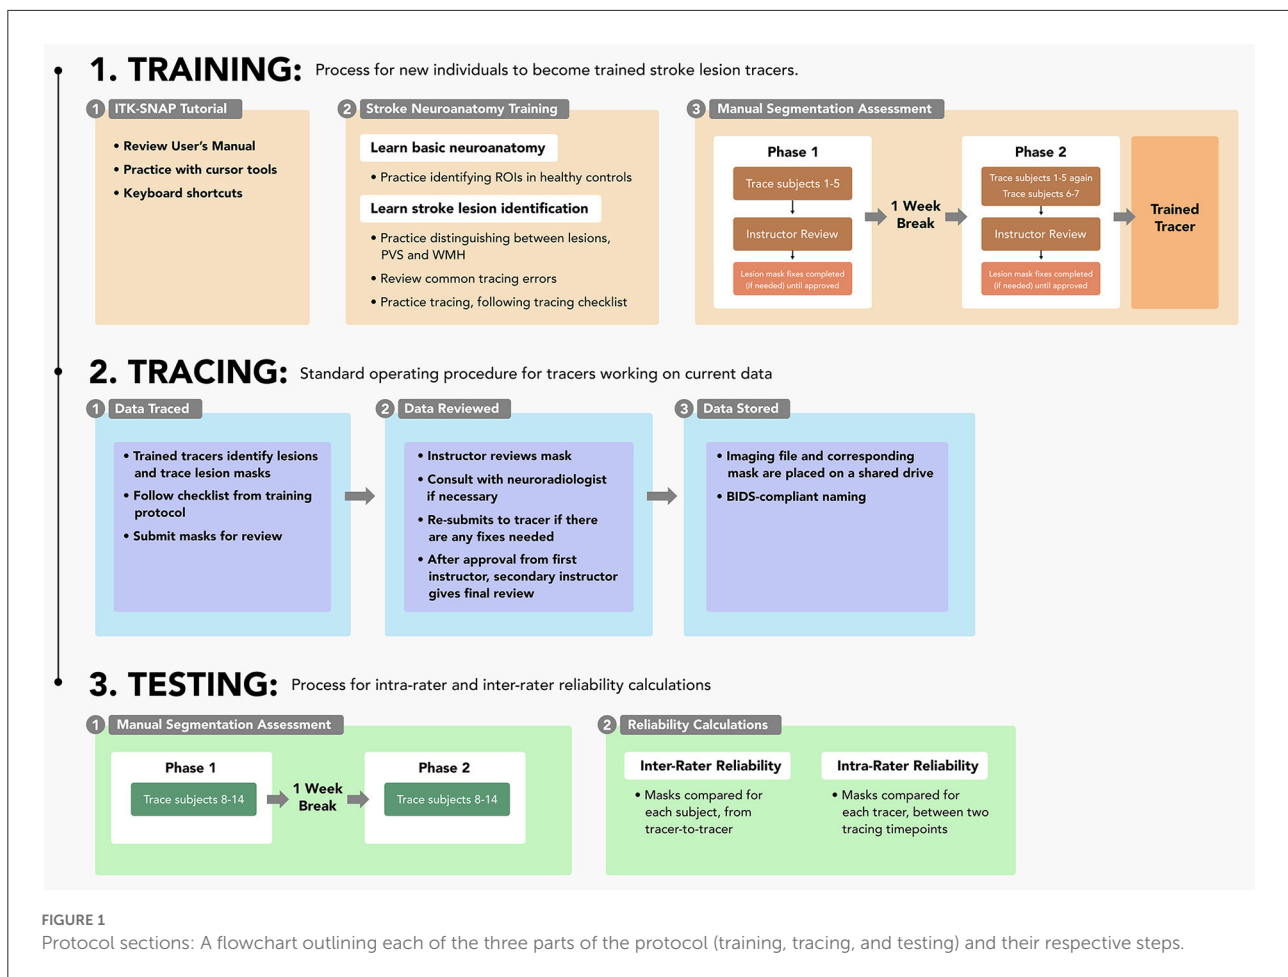 1. TRAINING: Process for new individuals to become trained stroke lesion tracers.
1 ITK-SNAP Tutorial
• Review User's Manual
• Practice with cursor tools
• Keyboard shortcuts
2 Stroke Neuroanatomy Training
Learn basic neuroanatomy
• Practice identifying ROIs in healthy controls
Learn stroke lesion identification
• Practice distinguishing between lesions,
PVS and WMH
• Review common tracing errors
• Practice tracing, following tracing checklist
3 Manual Segmentation Assessment
Phase 1
Trace subjects 1-5
Instructor Review
Lesion mask fixes completed
(if needed) until approved
1 Week
Break
Phase 2
Trace subjects 1-5 again
Trace subjects 6-7
Instructor Review
Lesion mask fixes completed
(if needed) until approved
Trained
Tracer
2. TRACING: Standard operating procedure for tracers working on current data
1 Data Traced
• Trained tracers identify lesions
and trace lesion masks
• Follow checklist from training
protocol
• Submit masks for review
2 Data Reviewed
• Instructor reviews mask
• Consult with neuroradiologist
if necessary
• Re-submits to tracer if there
are any fixes needed
• After approval from first
instructor, secondary instructor
gives final review
3 Data Stored
• Imaging file and corresponding
mask are placed on a shared drive
• BIDS-compliant naming
3. TESTING: Process for intra-rater and inter-rater reliability calculations
1 Manual Segmentation Assessment
Phase 1
Trace subjects 8-14
1 Week
Break
Phase 2
Trace subjects 8-14
2 Reliability Calculations
Inter-Rater Reliability
• Masks compared for
each subject, from
tracer-to-tracer
Intra-Rater Reliability
• Masks compared for
each tracer, between two
tracing timepoints
FIGURE 1
Protocol sections: A flowchart outlining each of the three parts of the protocol (training, tracing, and testing) and their respective steps.